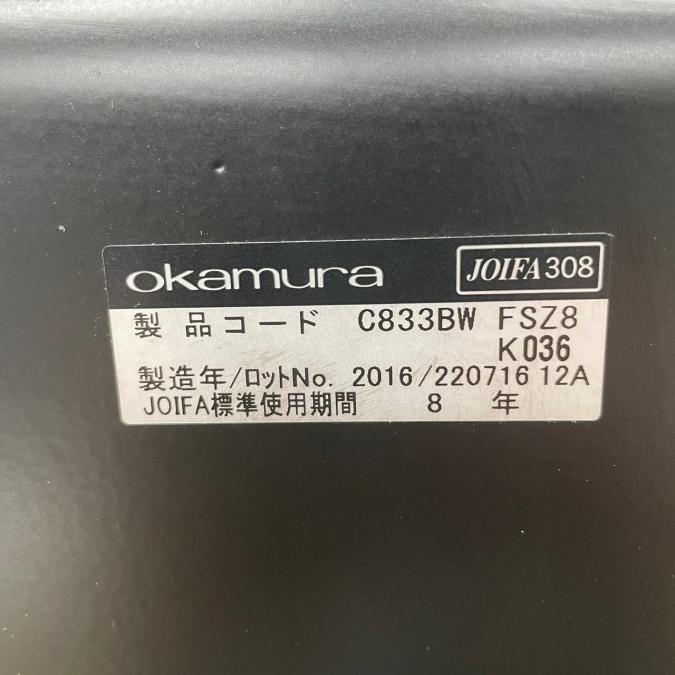 okamura JOIFA308
製品コード C833BW FSZ8
K036
製造年/ロットNo. 2016/220716 12A
JOIFA標準使用期間 8 年